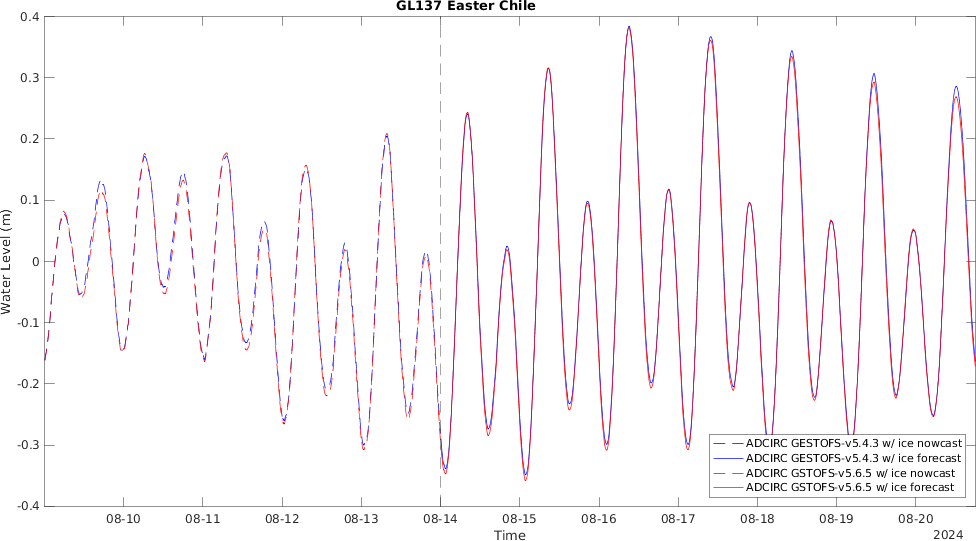 GL137 Easter Chile
0.4
0.3
0.2
0.1
0
-0.1
-0.2
-0.3
-0.4
Water Level (m)
08-10 08-11 08-12 08-13 08-14 08-15 08-16 08-17 08-18 08-19 08-20
Time
2024
ADCIRC GESTOFS-v5.4.3 w/ ice nowcast
ADCIRC GESTOFS-v5.4.3 w/ ice forecast
ADCIRC GSTOFS-v5.6.5 w/ ice nowcast
ADCIRC GSTOFS-v5.6.5 w/ ice forecast